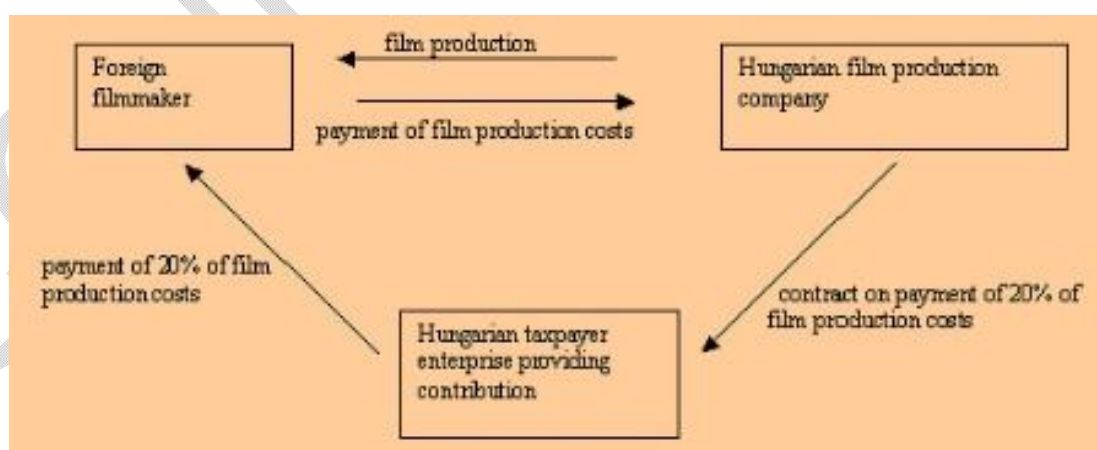 film production
Foreign
filmmaker
Hungarian film production
company
payment of film production costs
payment of 20% of film
production costs
contract on payment of 20% of
film production costs
Hungarian taxpayer
enterprise providing
contribution